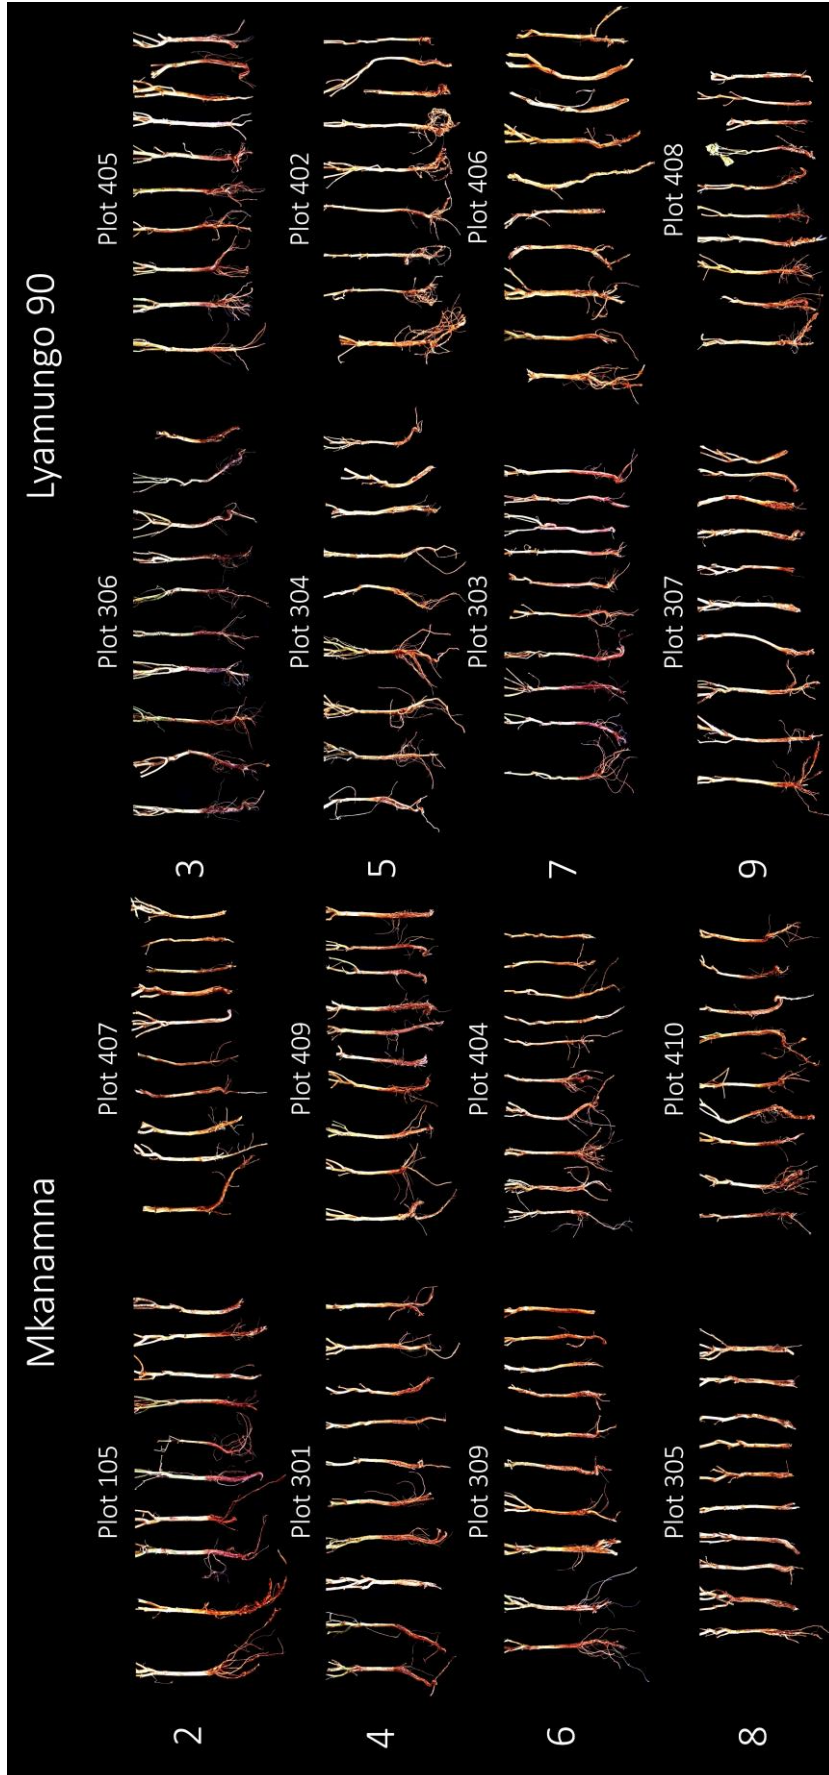 Mkanamna
Lyamungo 90
2
Plot 105
Plot 407
3
Plot 306
Plot 405
4
Plot 301
Plot 409
5
Plot 304
Plot 402
6
Plot 309
Plot 404
7
Plot 303
Plot 406
8
Plot 305
Plot 410
9
Plot 307
Plot 408